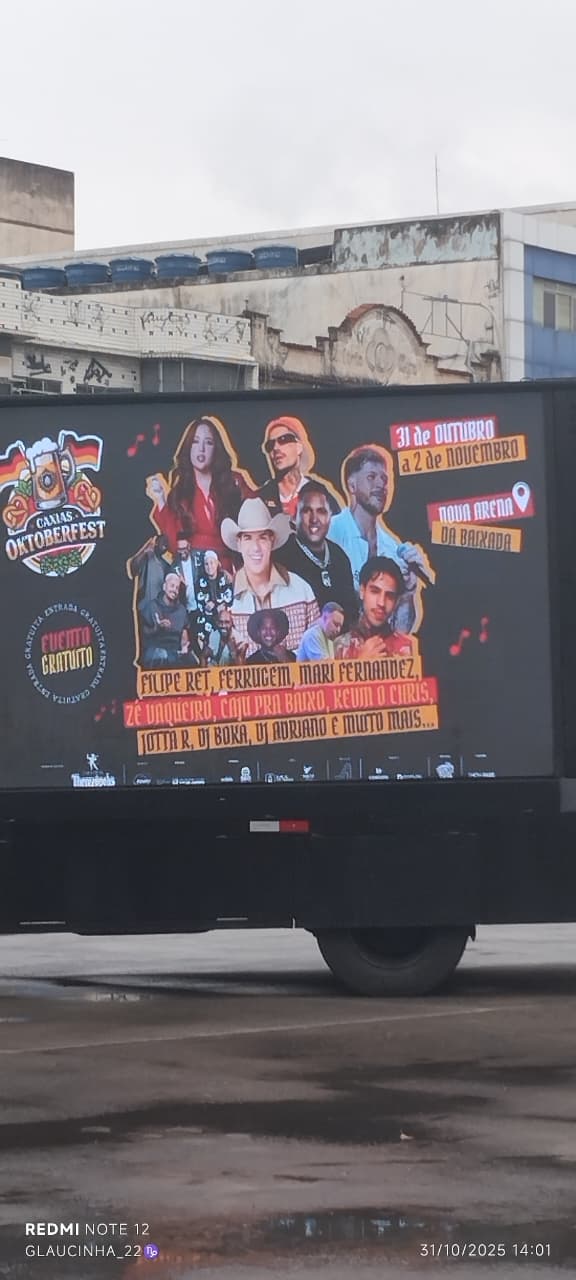 31 de OUTUBRO
a 2 de NOVEMBRO
NOVA ARENA
DA BAIXADA
CAXIAS
OKTOBERFEST
ENTRADA GRATUITA ENTRADA GRATUITA
EVENTO
GRATUITO
FILIPE RET, FERRUGEM, MARI FERNANDEZ,
ZÉ VAQUEIRO, CAJU PRA BAIXO, KEVIN O CHRIS,
JOTTA R, DJ BOKA, DJ ADRIANO E MUITO MAIS...
REDMI NOTE 12
GLAUCINHA_22♑
31/10/2025 14:01